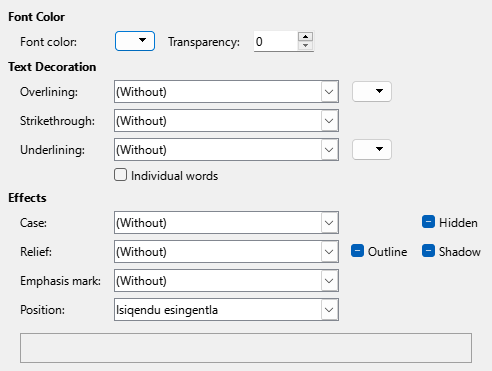 Font Color
Font color: Transparency: 0
Text Decoration
Overlining: (Without)
Strikethrough: (Without)
Underlining: (Without)
Individual words
Effects
Case: (Without) Hidden
Relief: (Without) Outline Shadow
Emphasis mark: (Without)
Position: Isiqendu esingentla